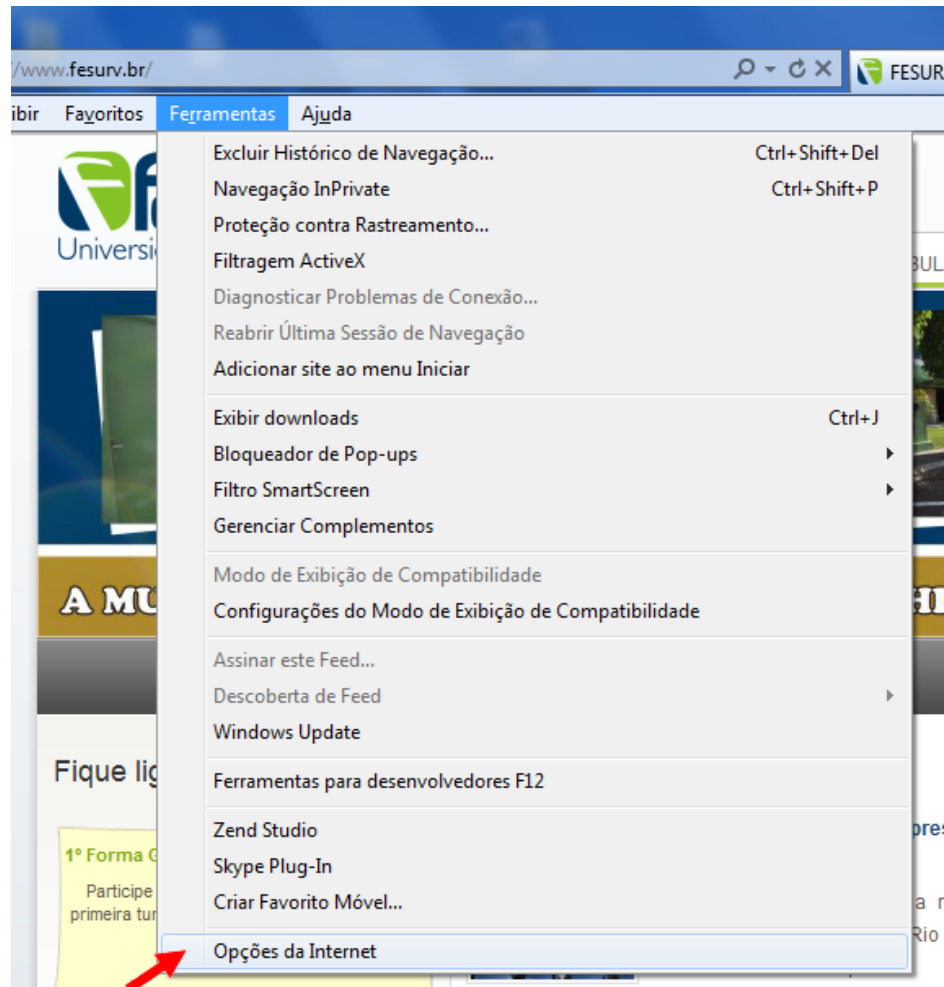 /www.fesurv.br/
FESUR
ibir Favoritos Ferramentas Ajuda
Excluir Histórico de Navegação... Ctrl+Shift+Del
Navegação InPrivate Ctrl+Shift+P
Proteção contra Rastreamento...
Universi
Filtragem ActiveX
BUL
Diagnosticar Problemas de Conexão...
Reabrir Última Sessão de Navegação
Adicionar site ao menu Iniciar
Exibir downloads Ctrl+J
Bloqueador de Pop-ups
Filtro SmartScreen
Gerenciar Complementos
Modo de Exibição de Compatibilidade
A MU
Configurações do Modo de Exibição de Compatibilidade
Assinar este Feed...
Descoberta de Feed
Windows Update
Fique lig
Ferramentas para desenvolvedores F12
Zend Studio
pres
1º Forma G
Skype Plug-In
Participe
primeira tur
Criar Favorito Móvel...
a r
Rio
Opções da Internet